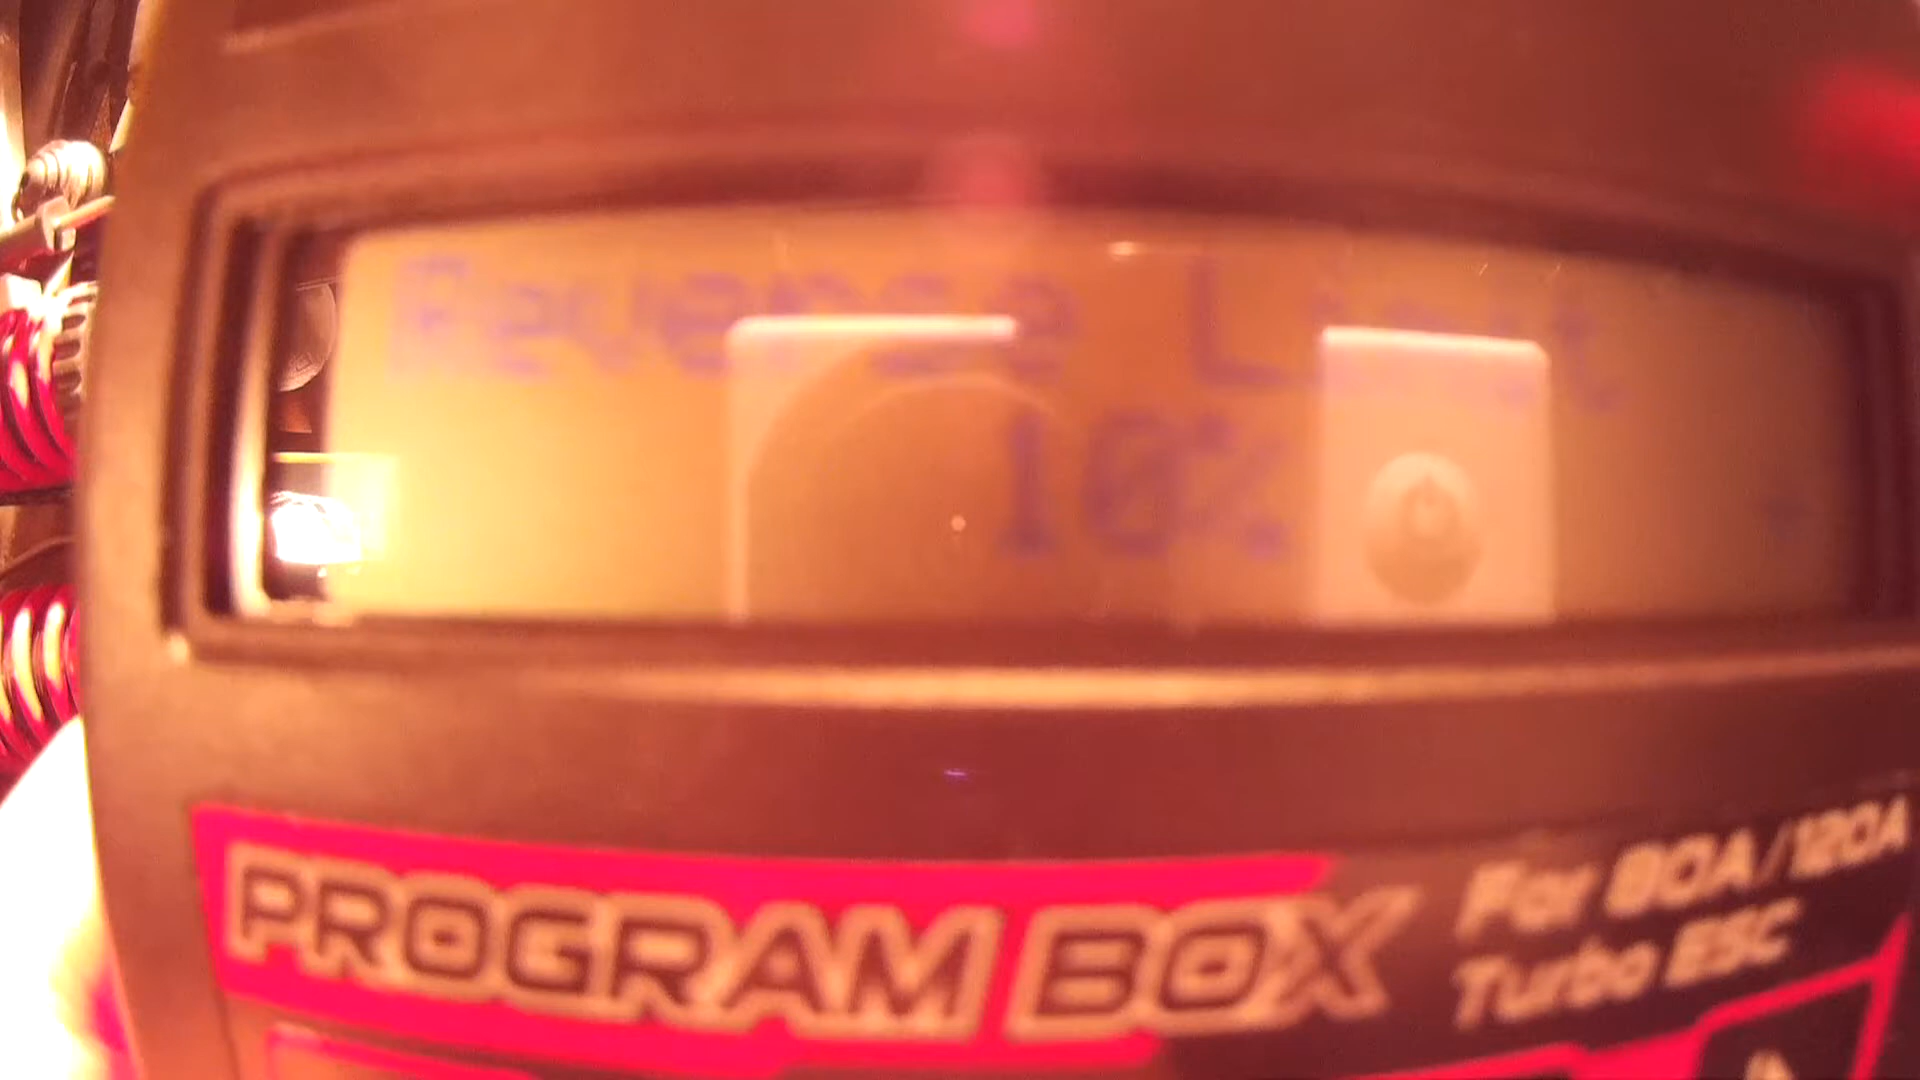 Reverse Limit
10%
PROGRAM BOX
For 80A/120A
Turbo ESC